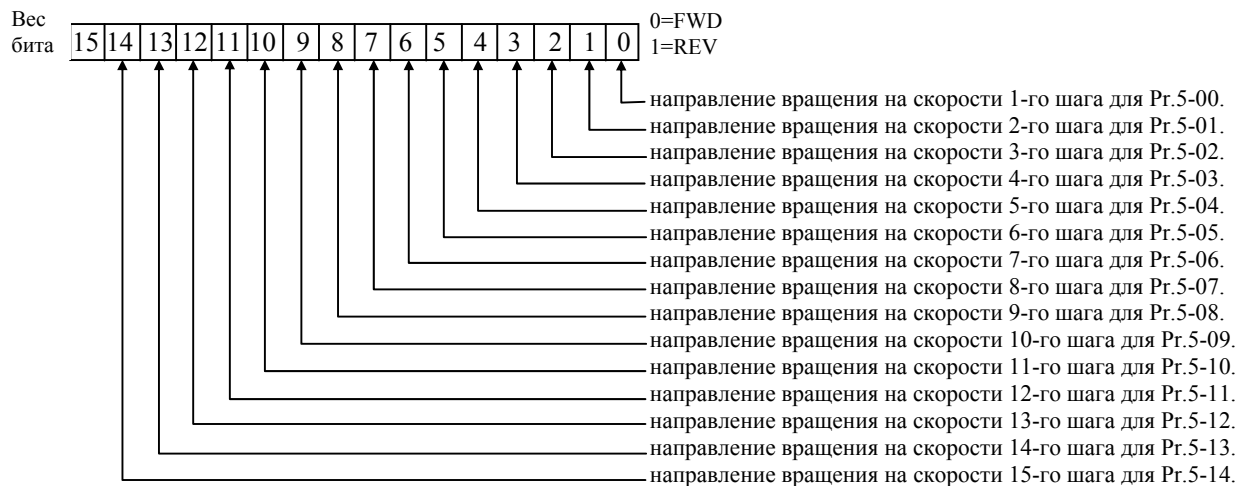 Вес 0=FWD
бита 15 14 13 12 11 10 9 8 7 6 5 4 3 2 1 0 1=REV
направление вращения на скорости 1-го шага для Pr.5-00.
направление вращения на скорости 2-го шага для Pr.5-01.
направление вращения на скорости 3-го шага для Pr.5-02.
направление вращения на скорости 4-го шага для Pr.5-03.
направление вращения на скорости 5-го шага для Pr.5-04.
направление вращения на скорости 6-го шага для Pr.5-05.
направление вращения на скорости 7-го шага для Pr.5-06.
направление вращения на скорости 8-го шага для Pr.5-07.
направление вращения на скорости 9-го шага для Pr.5-08.
направление вращения на скорости 10-го шага для Pr.5-09.
направление вращения на скорости 11-го шага для Pr.5-10.
направление вращения на скорости 12-го шага для Pr.5-11.
направление вращения на скорости 13-го шага для Pr.5-12.
направление вращения на скорости 14-го шага для Pr.5-13.
направление вращения на скорости 15-го шага для Pr.5-14.